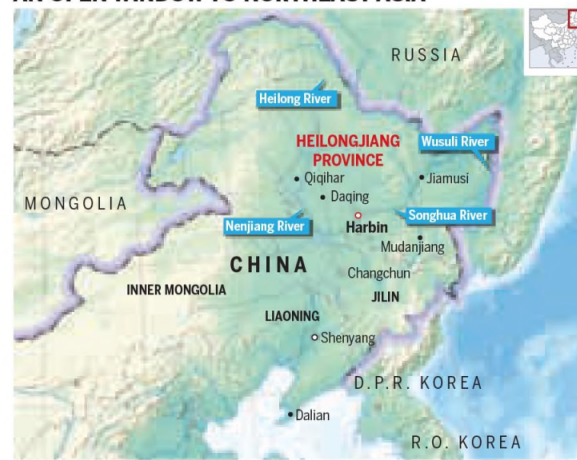 RUSSIA
Heilong River
HEILONGJIANG
PROVINCE
Wusuli River
Qiqihar
Jiamusi
MONGOLIA
Daqing
Songhua River
Nenjiang River
Harbin
Mudanjiang
CHINA
Changchun
INNER MONGOLIA
JILIN
LIAONING
Shenyang
D.P.R. KOREA
Dalian
R.O. KOREA